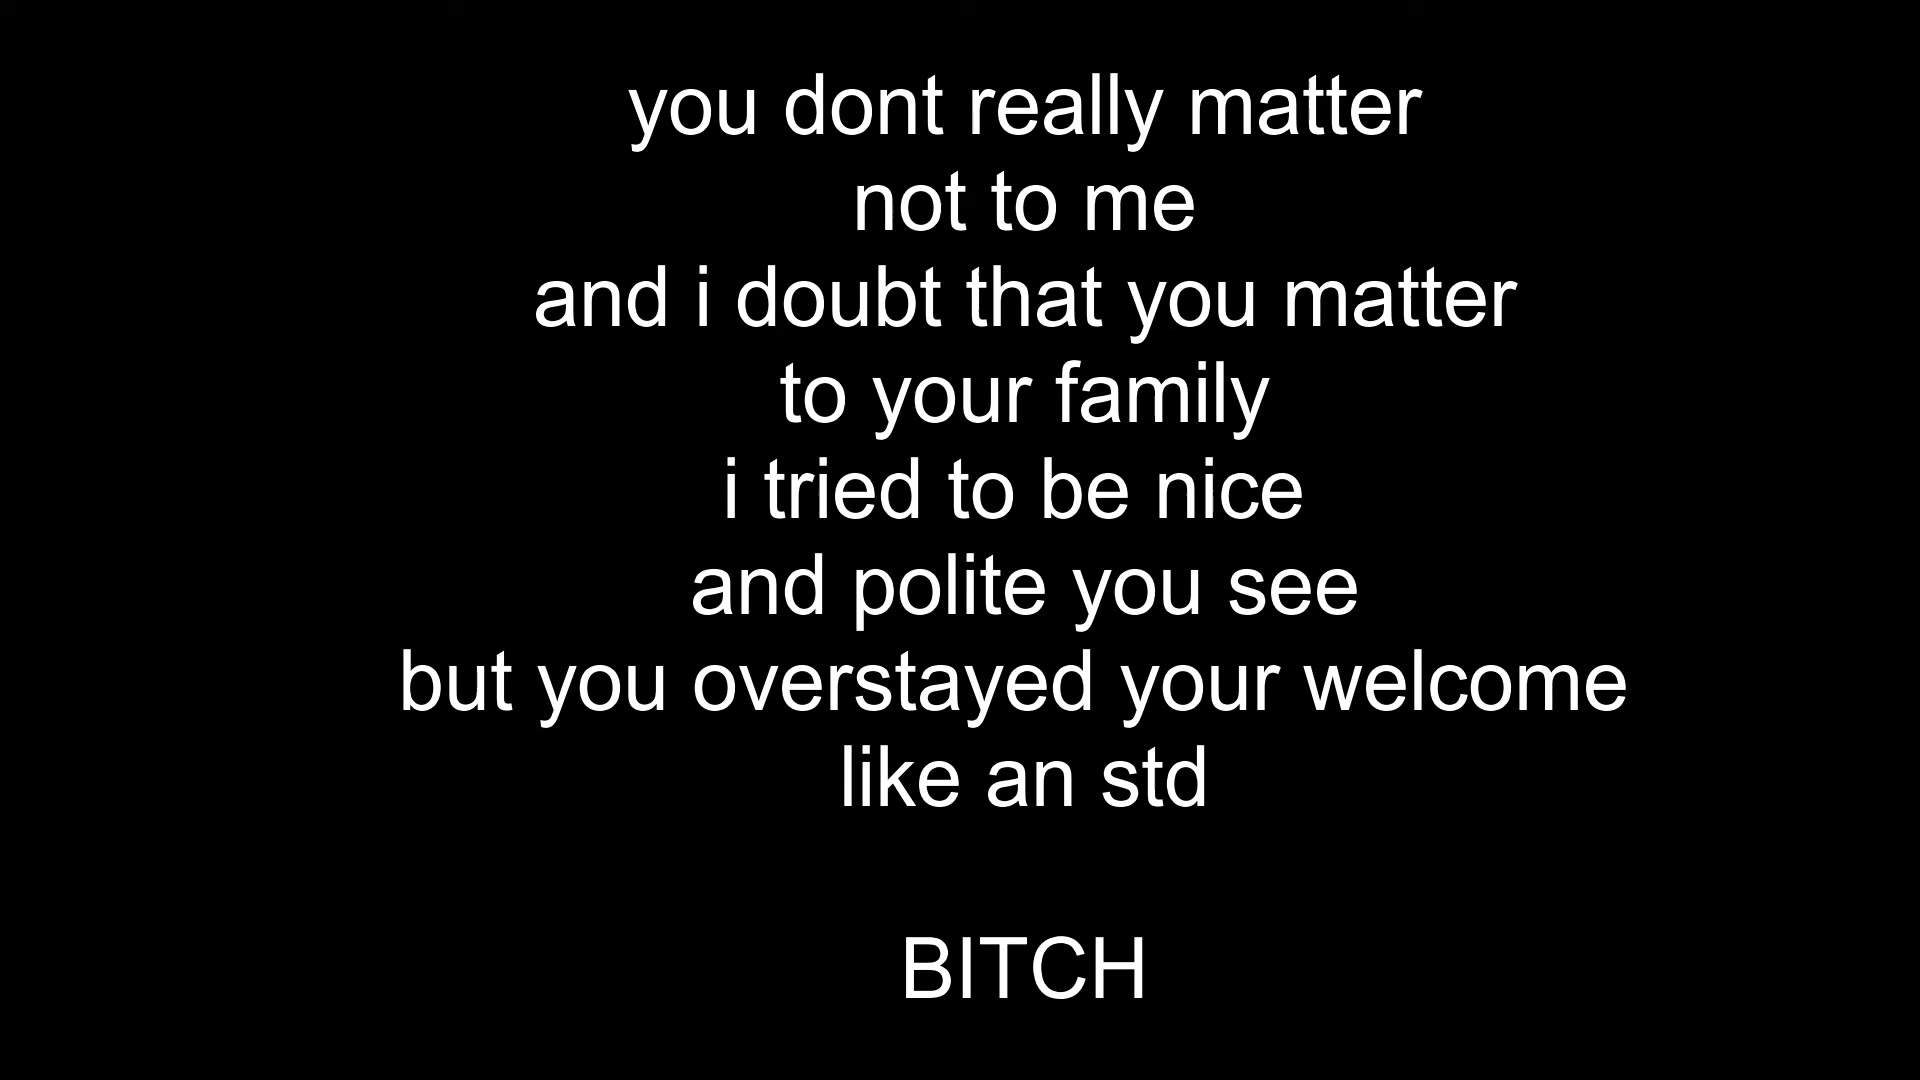 you dont really matter
not to me
and i doubt that you matter
to your family
i tried to be nice
and polite you see
but you overstayed your welcome
like an std
BITCH